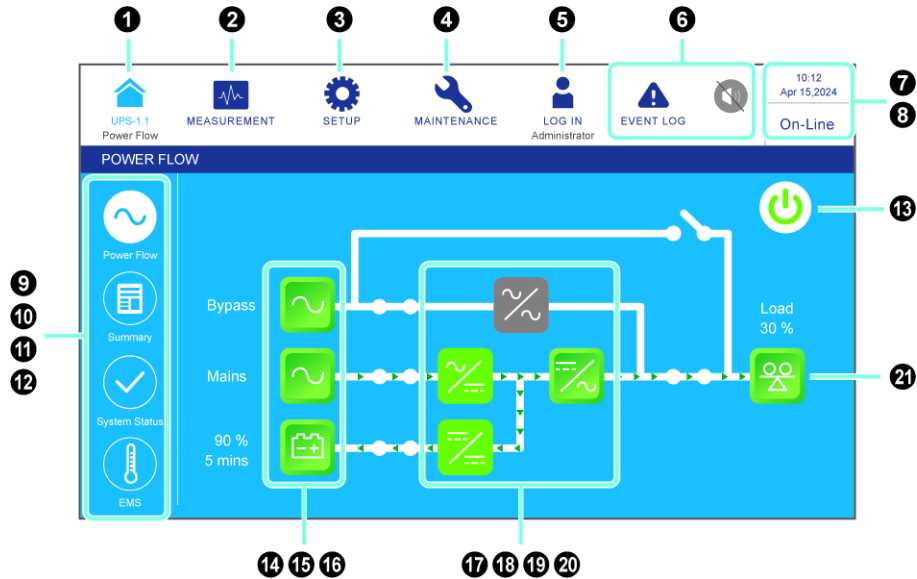 1 2 3 4 5 6
7
8
UPS-1.1
Power Flow
MEASUREMENT
SETUP
MAINTENANCE
LOG IN
Administrator
EVENT LOG
10:12
Apr 15,2024
On-Line
POWER FLOW
Power Flow
Summary
System Status
EMS
9
10
11
12
Bypass
Mains
90 %
5 mins
Load
30 %
13
21
14 15 16
17 18 19 20